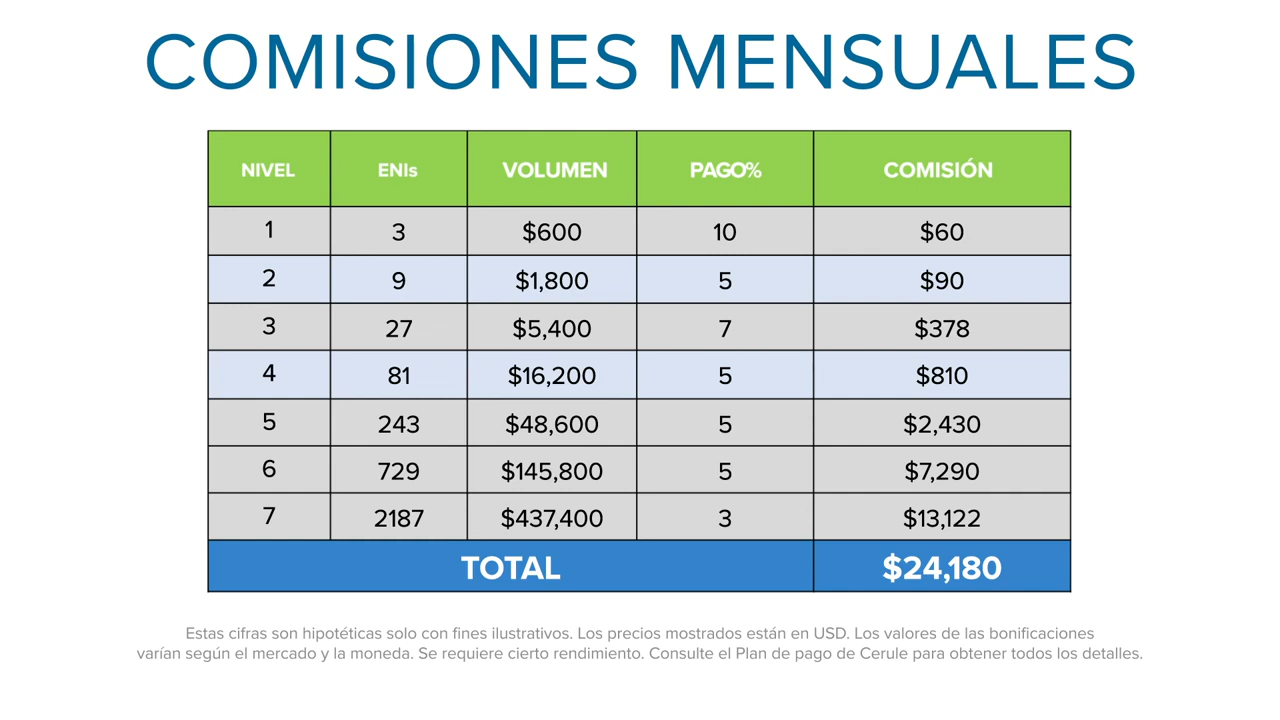 COMISIONES MENSUALES
NIVEL ENIs VOLUMEN PAGO% COMISIÓN
1 3 $600 10 $60
2 9 $1,800 5 $90
3 27 $5,400 7 $378
4 81 $16,200 5 $810
5 243 $48,600 5 $2,430
6 729 $145,800 5 $7,290
7 2187 $437,400 3 $13,122
TOTAL $24,180
Estas cifras son hipotéticas solo con fines ilustrativos. Los precios mostrados están en USD. Los valores de las bonificaciones
varían según el mercado y la moneda. Se requiere cierto rendimiento. Consulte el Plan de pago de Cerule para obtener todos los detalles.